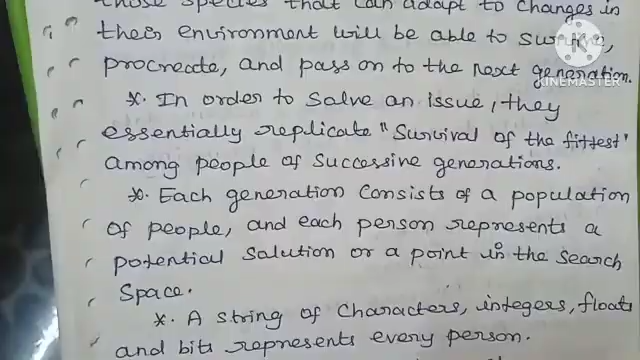 those species that can adapt to changes in
their environment will be able to survive,
procreate, and pass on to the next generation.
*. In order to solve an issue, they
essentially replicate "Survival of the fittest"
among people of successive generations.
*. Each generation consists of a population
of people, and each person represents a
potential solution or a point in the search
space.
*. A string of characters, integers, floats
and bits represents every person.
KINEMASTER